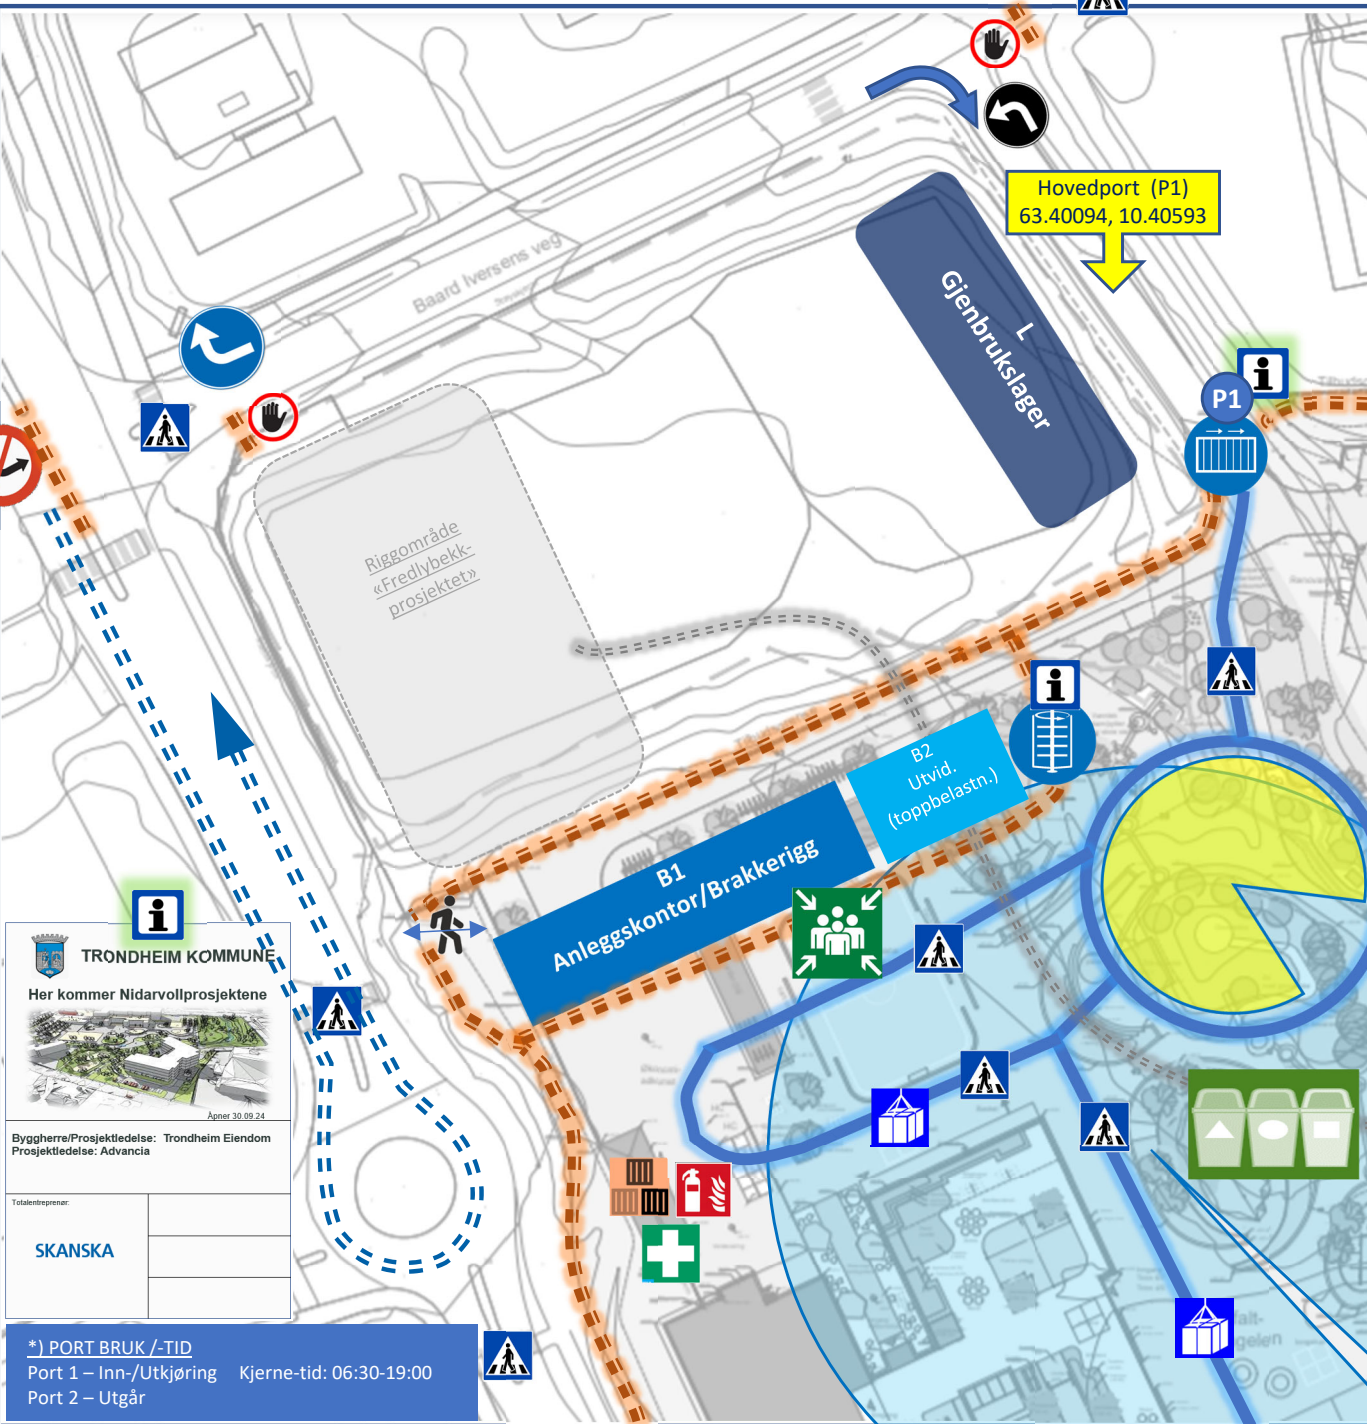 Hovedport (P1)
63.40094, 10.40593
Baard Iversens veg
L
Gjenbrukslager
P1
Riggområde
«Fredlybekk-
prosjektet»
B2
Utvid.
(toppbelastn.)
B1
Anleggskontor/Brakkerigg
TRONDHEIM KOMMUNE
Her kommer Nidarvollprosjektene
Åpner 30.09.24
Byggherre/Prosjektledelse: Trondheim Eiendom
Prosjektledelse: Advancia
Totalentreprenør:
SKANSKA
*) PORT BRUK /-TID
Port 1 – Inn-/Utkjøring Kjerne-tid: 06:30-19:00
Port 2 – Utgår